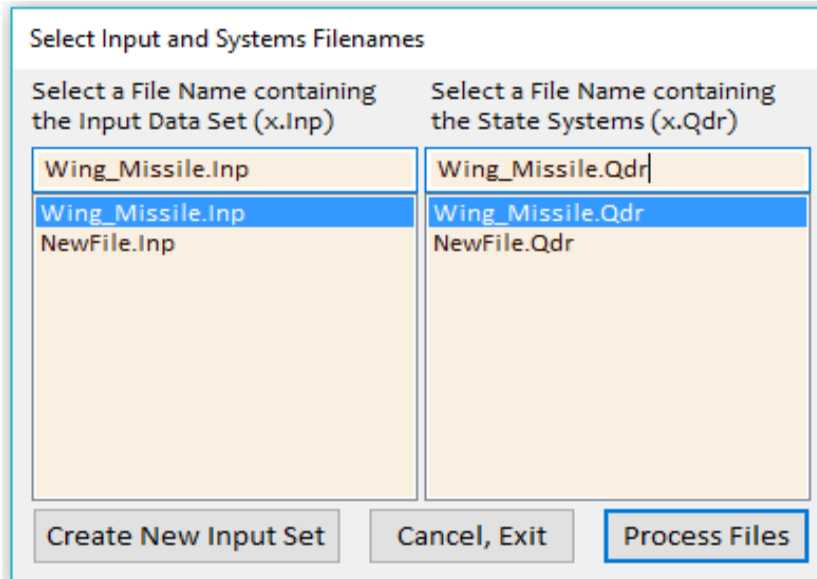 Select Input and Systems Filenames
Select a File Name containing
the Input Data Set (x.Inp)
Select a File Name containing
the State Systems (x.Qdr)
Wing_Missile.Inp
Wing_Missile.Qdr
Wing_Missile.Inp
NewFile.Inp
Wing_Missile.Qdr
NewFile.Qdr
Create New Input Set
Cancel, Exit
Process Files